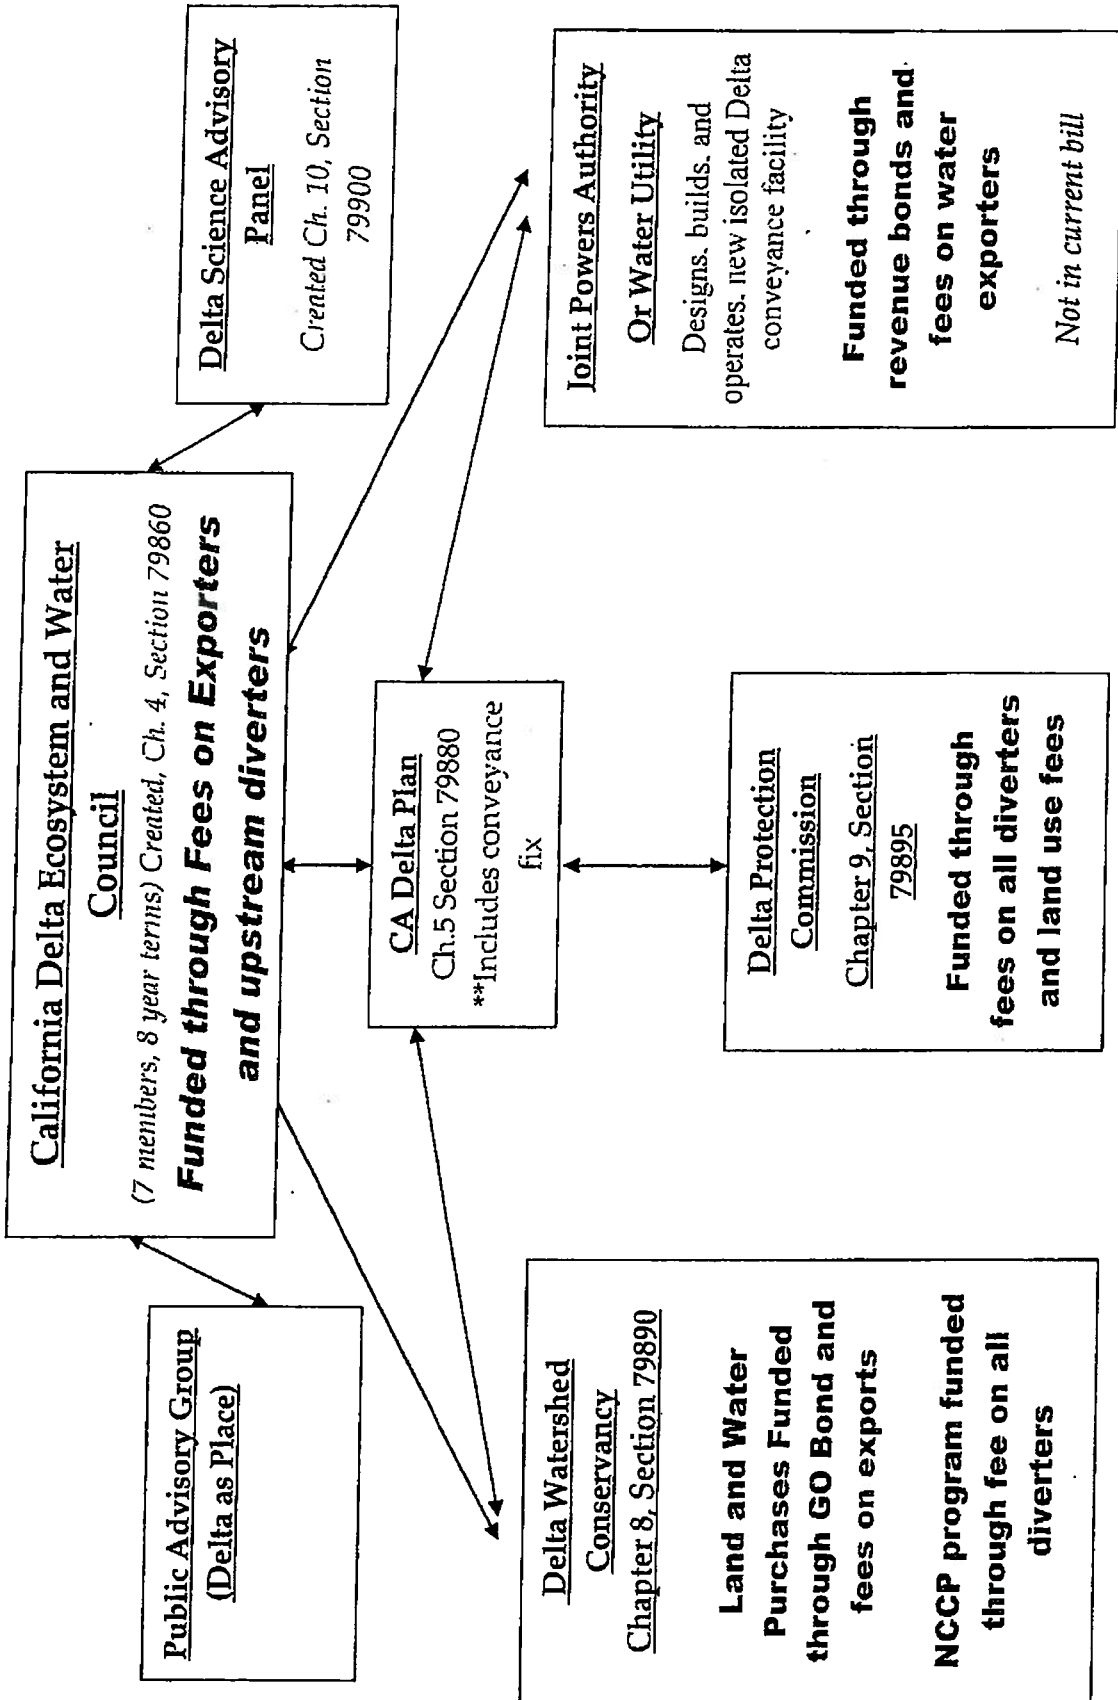 California Delta Ecosystem and Water
Council
(7 members, 8 year terms) Created, Ch. 4, Section 79860
Funded through Fees on Exporters
and upstream diverters
Public Advisory Group
(Delta as Place)
Delta Science Advisory
Panel
Created Ch. 10, Section
79900
CA Delta Plan
Ch.5 Section 79880
**Includes conveyance
fix
Delta Watershed
Conservancy
Chapter 8, Section 79890
Land and Water
Purchases Funded
through GO Bond and
fees on exports
NCCP program funded
through fee on all
diverters
Delta Protection
Commission
Chapter 9, Section
79895
Funded through
fees on all diverters
and land use fees
Joint Powers Authority
Or Water Utility
Designs. builds. and
operates. new isolated Delta
conveyance facility
Funded through
revenue bonds and
fees on water
exporters
Not in current bill